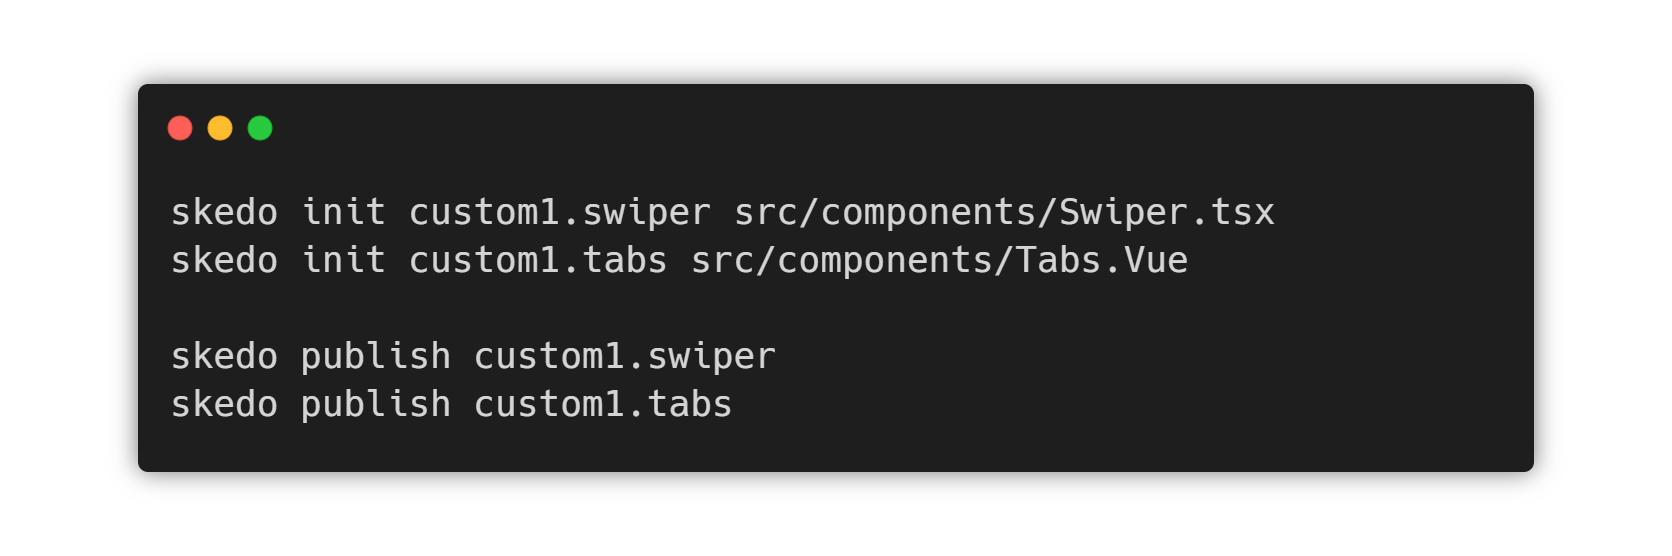 skedo init custom1.swiper src/components/Swiper.tsx
skedo init custom1.tabs src/components/Tabs.Vue
skedo publish custom1.swiper
skedo publish custom1.tabs